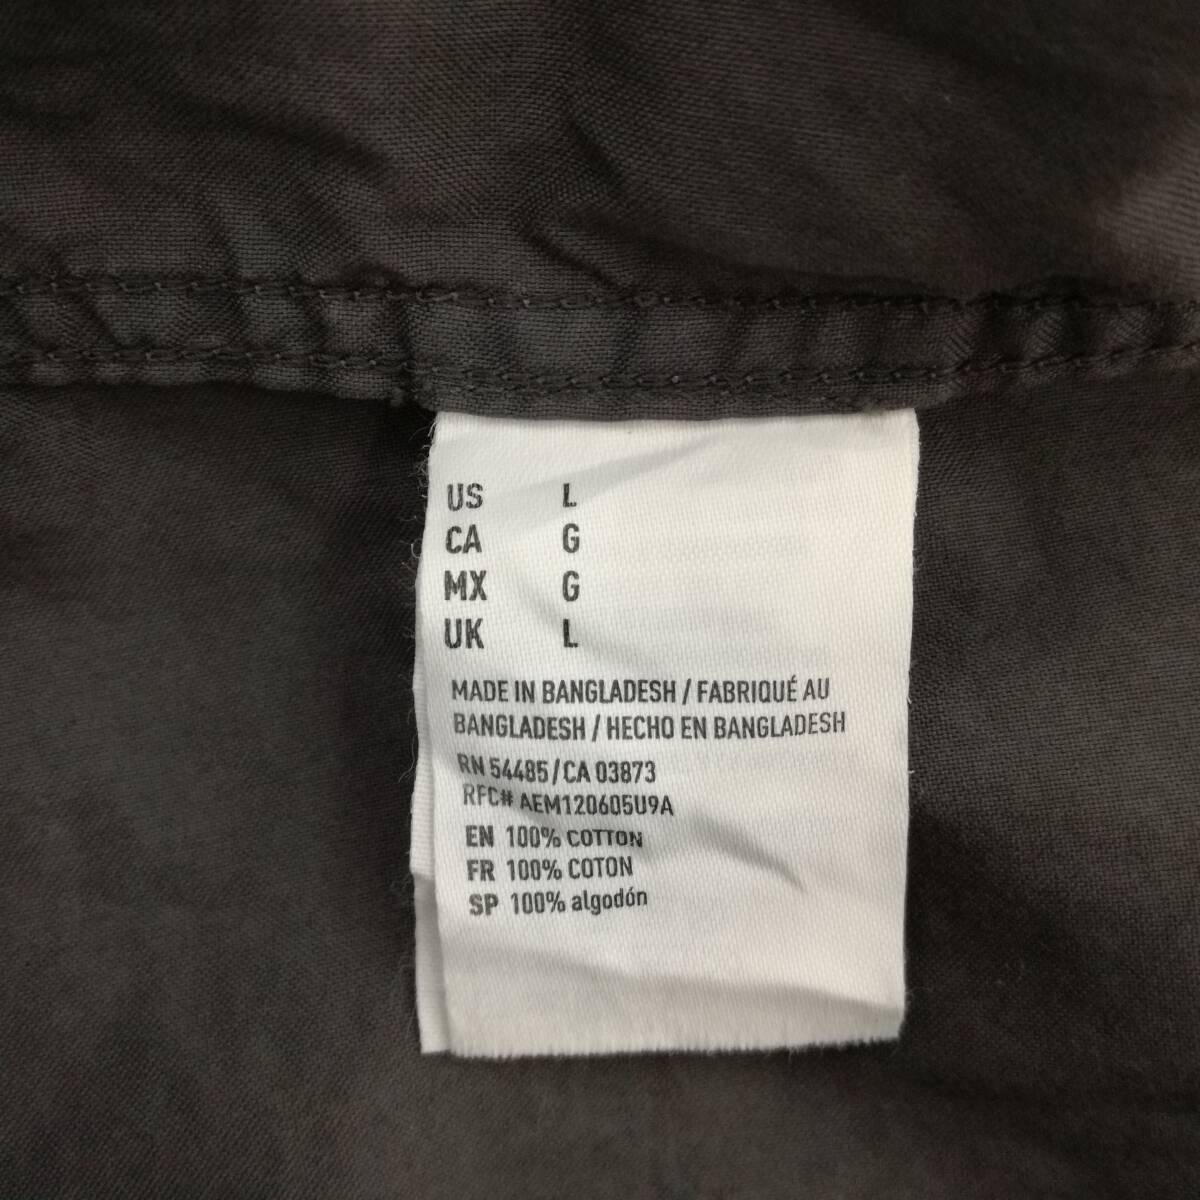 US L
CA G
MX G
UK L
MADE IN BANGLADESH / FABRIQUÉ AU
BANGLADESH / HECHO EN BANGLADESH
RN 54485 / CA 03873
RFC# AEM120605U9A
EN 100% COTTON
FR 100% COTON
SP 100% algodón